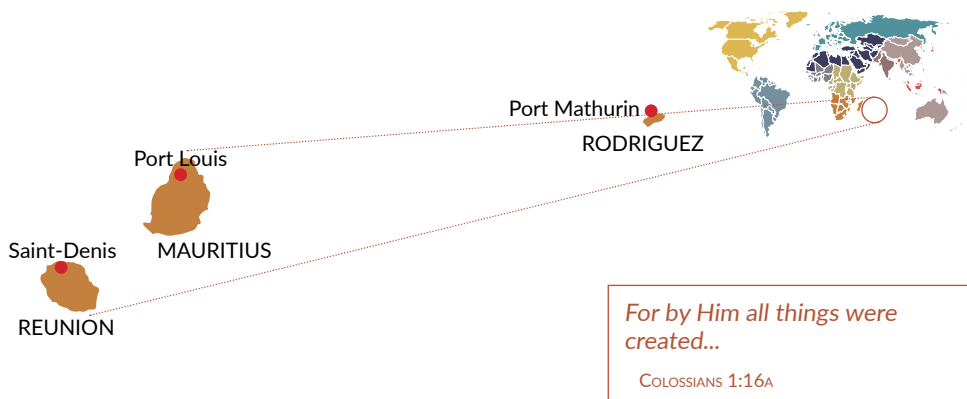 Port Mathurin
RODRIGUEZ
Port Louis
MAURITIUS
Saint-Denis
REUNION
For by Him all things were
created...
Colossians 1:16a